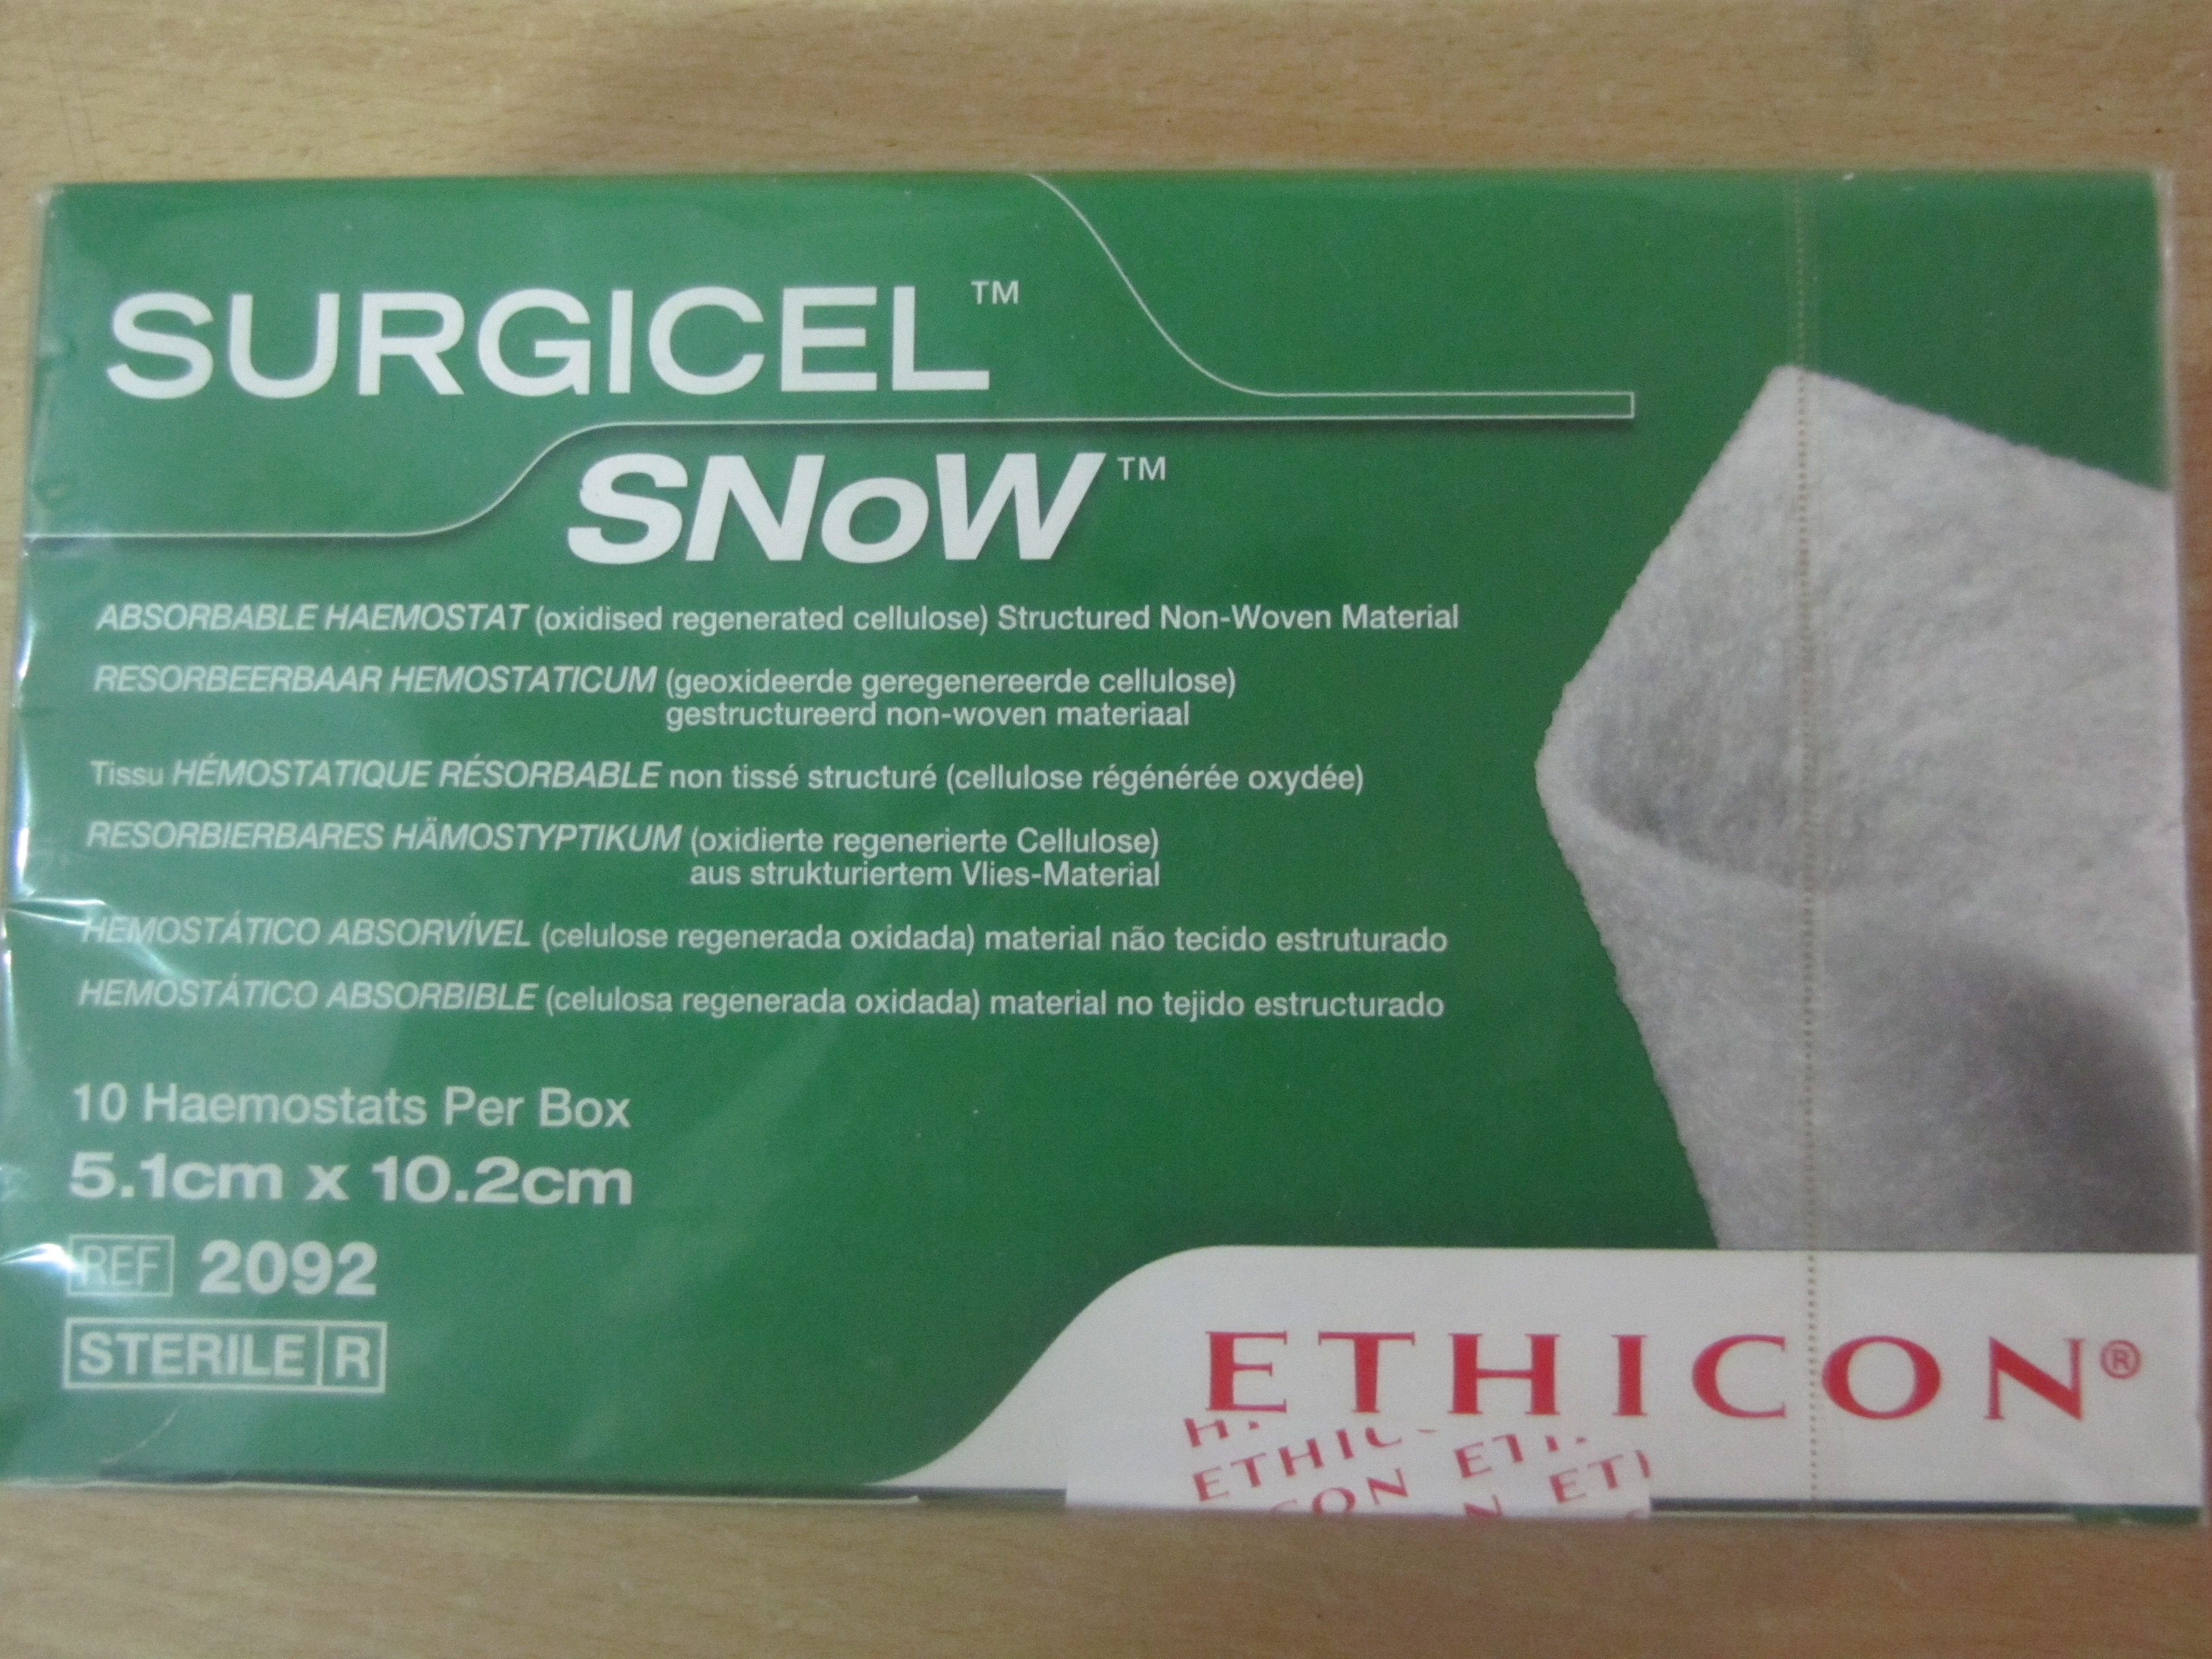 SURGICEL™
SNoW™
ABSORBABLE HAEMOSTAT (oxidised regenerated cellulose) Structured Non-Woven Material
RESORBEERBAAR HEMOSTATICUM (geoxideerde geregenereerde cellulose)
gestructureerd non-woven materiaal
Tissu HÉMOSTATIQUE RÉSORBABLE non tissé structuré (cellulose régénérée oxydée)
RESORBIERBARES HÄMOSTYPTIKUM (oxidierte regenerierte Cellulose)
aus strukturiertem Vlies-Material
HEMOSTÁTICO ABSORVÍVEL (celulose regenerada oxidada) material não tecido estruturado
HEMOSTÁTICO ABSORBIBLE (celulosa regenerada oxidada) material no tejido estructurado
10 Haemostats Per Box
5.1cm x 10.2cm
REF 2092
STERILE R
ETHICON®